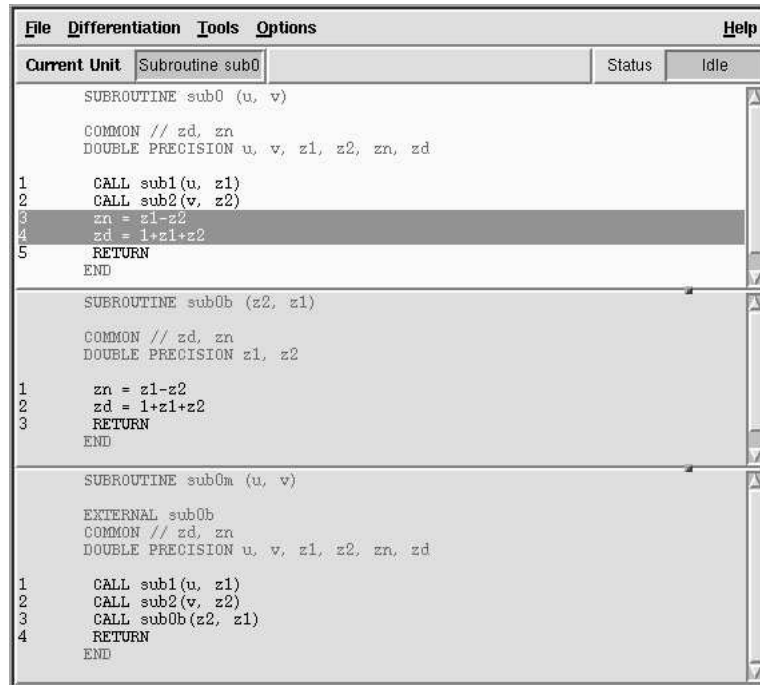 File Differentiation Tools Options Help
Current Unit Subroutine sub0 Status Idle
SUBROUTINE sub0 (u, v)
COMMON // zd, zn
DOUBLE PRECISION u, v, z1, z2, zn, zd
1 CALL sub1(u, z1)
2 CALL sub2(v, z2)
3 zn = z1-z2
4 zd = 1+z1+z2
5 RETURN
END
SUBROUTINE sub0b (z2, z1)
COMMON // zd, zn
DOUBLE PRECISION z1, z2
1 zn = z1-z2
2 zd = 1+z1+z2
3 RETURN
END
SUBROUTINE sub0m (u, v)
EXTERNAL sub0b
COMMON // zd, zn
DOUBLE PRECISION u, v, z1, z2, zn, zd
1 CALL sub1(u, z1)
2 CALL sub2(v, z2)
3 CALL sub0b(z2, z1)
4 RETURN
END